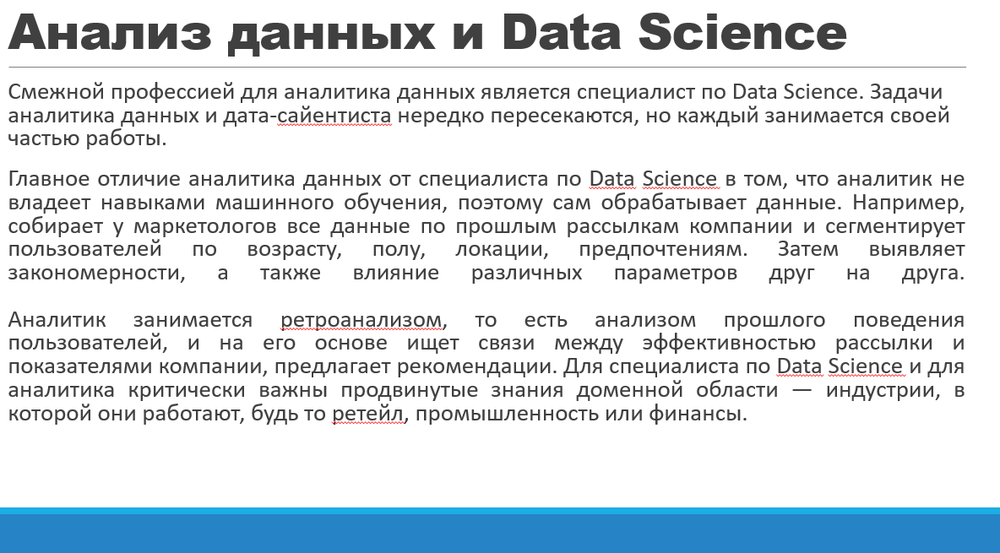 Анализ данных и Data Science
Смежной профессией для аналитика данных является специалист по Data Science. Задачи
аналитика данных и дата-сайентиста нередко пересекаются, но каждый занимается своей
частью работы.
Главное отличие аналитика данных от специалиста по Data Science в том, что аналитик не
владеет навыками машинного обучения, поэтому сам обрабатывает данные. Например,
собирает у маркетологов все данные по прошлым рассылкам компании и сегментирует
пользователей по возрасту, полу, локации, предпочтениям. Затем выявляет
закономерности, а также влияние различных параметров друг на друга.
Аналитик занимается ретроанализом, то есть анализом прошлого поведения
пользователей, и на его основе ищет связи между эффективностью рассылки и
показателями компании, предлагает рекомендации. Для специалиста по Data Science и для
аналитика критически важны продвинутые знания доменной области — индустрии, в
которой они работают, будь то ретейл, промышленность или финансы.